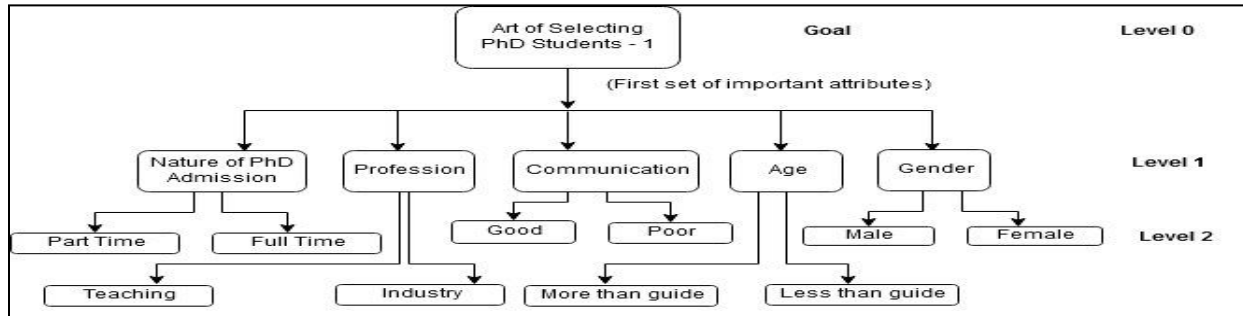 Art of Selecting
PhD Students - 1
Goal
Level 0
(First set of important attributes)
Nature of PhD
Admission
Profession
Communication
Age
Gender
Level 1
Part Time
Full Time
Good
Poor
Male
Female
Level 2
Teaching
Industry
More than guide
Less than guide